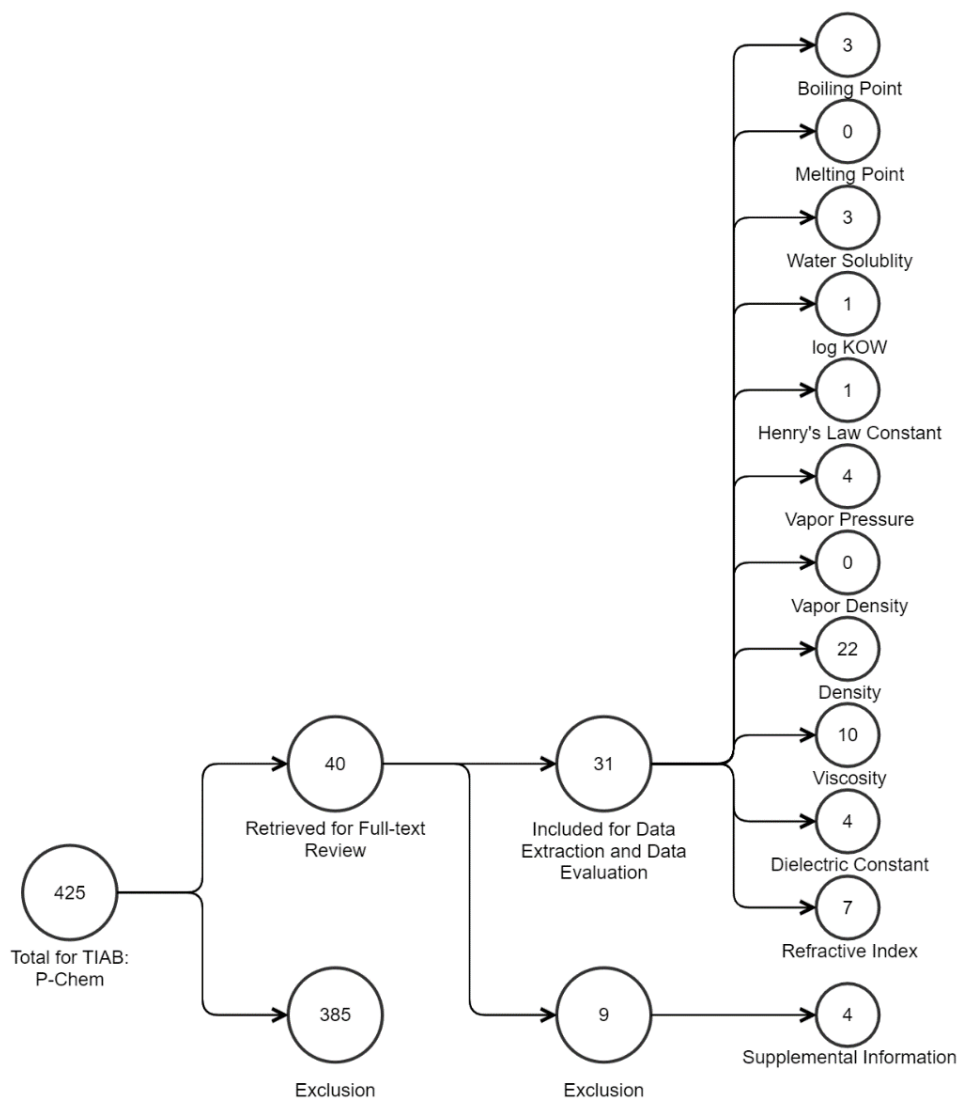 3
Boiling Point
0
Melting Point
3
Water Solublity
1
log KOW
1
Henry's Law Constant
4
Vapor Pressure
0
Vapor Density
22
Density
10
Viscosity
4
Dielectric Constant
7
Refractive Index
40
Retrieved for Full-text
Review
31
Included for Data
Extraction and Data
Evaluation
425
Total for TIAB:
P-Chem
385
Exclusion
9
Exclusion
4
Supplemental Information